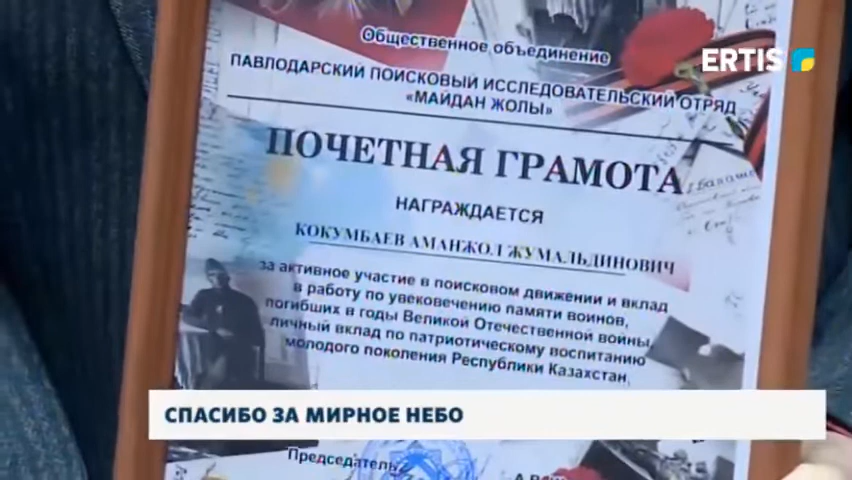 Общественное объединение
ERTIS
ПАВЛОДАРСКИЙ ПОИСКОВЫЙ ИССЛЕДОВАТЕЛЬСКИЙ ОТРЯД
«МАЙДАН ЖОЛЫ»
ПОЧЕТНАЯ ГРАМОТА
НАГРАЖДАЕТСЯ
КОКУМБАЕВ АМАНЖОЛ ЖУМАЛЬДИНОВИЧ
за активное участие в поисковом движении и вклад
в работу по увековечению памяти воинов,
погибших в годы Великой Отечественной войны,
личный вклад по патриотическому воспитанию
молодого поколения Республики Казахстан
СПАСИБО ЗА МИРНОЕ НЕБО
Председатель